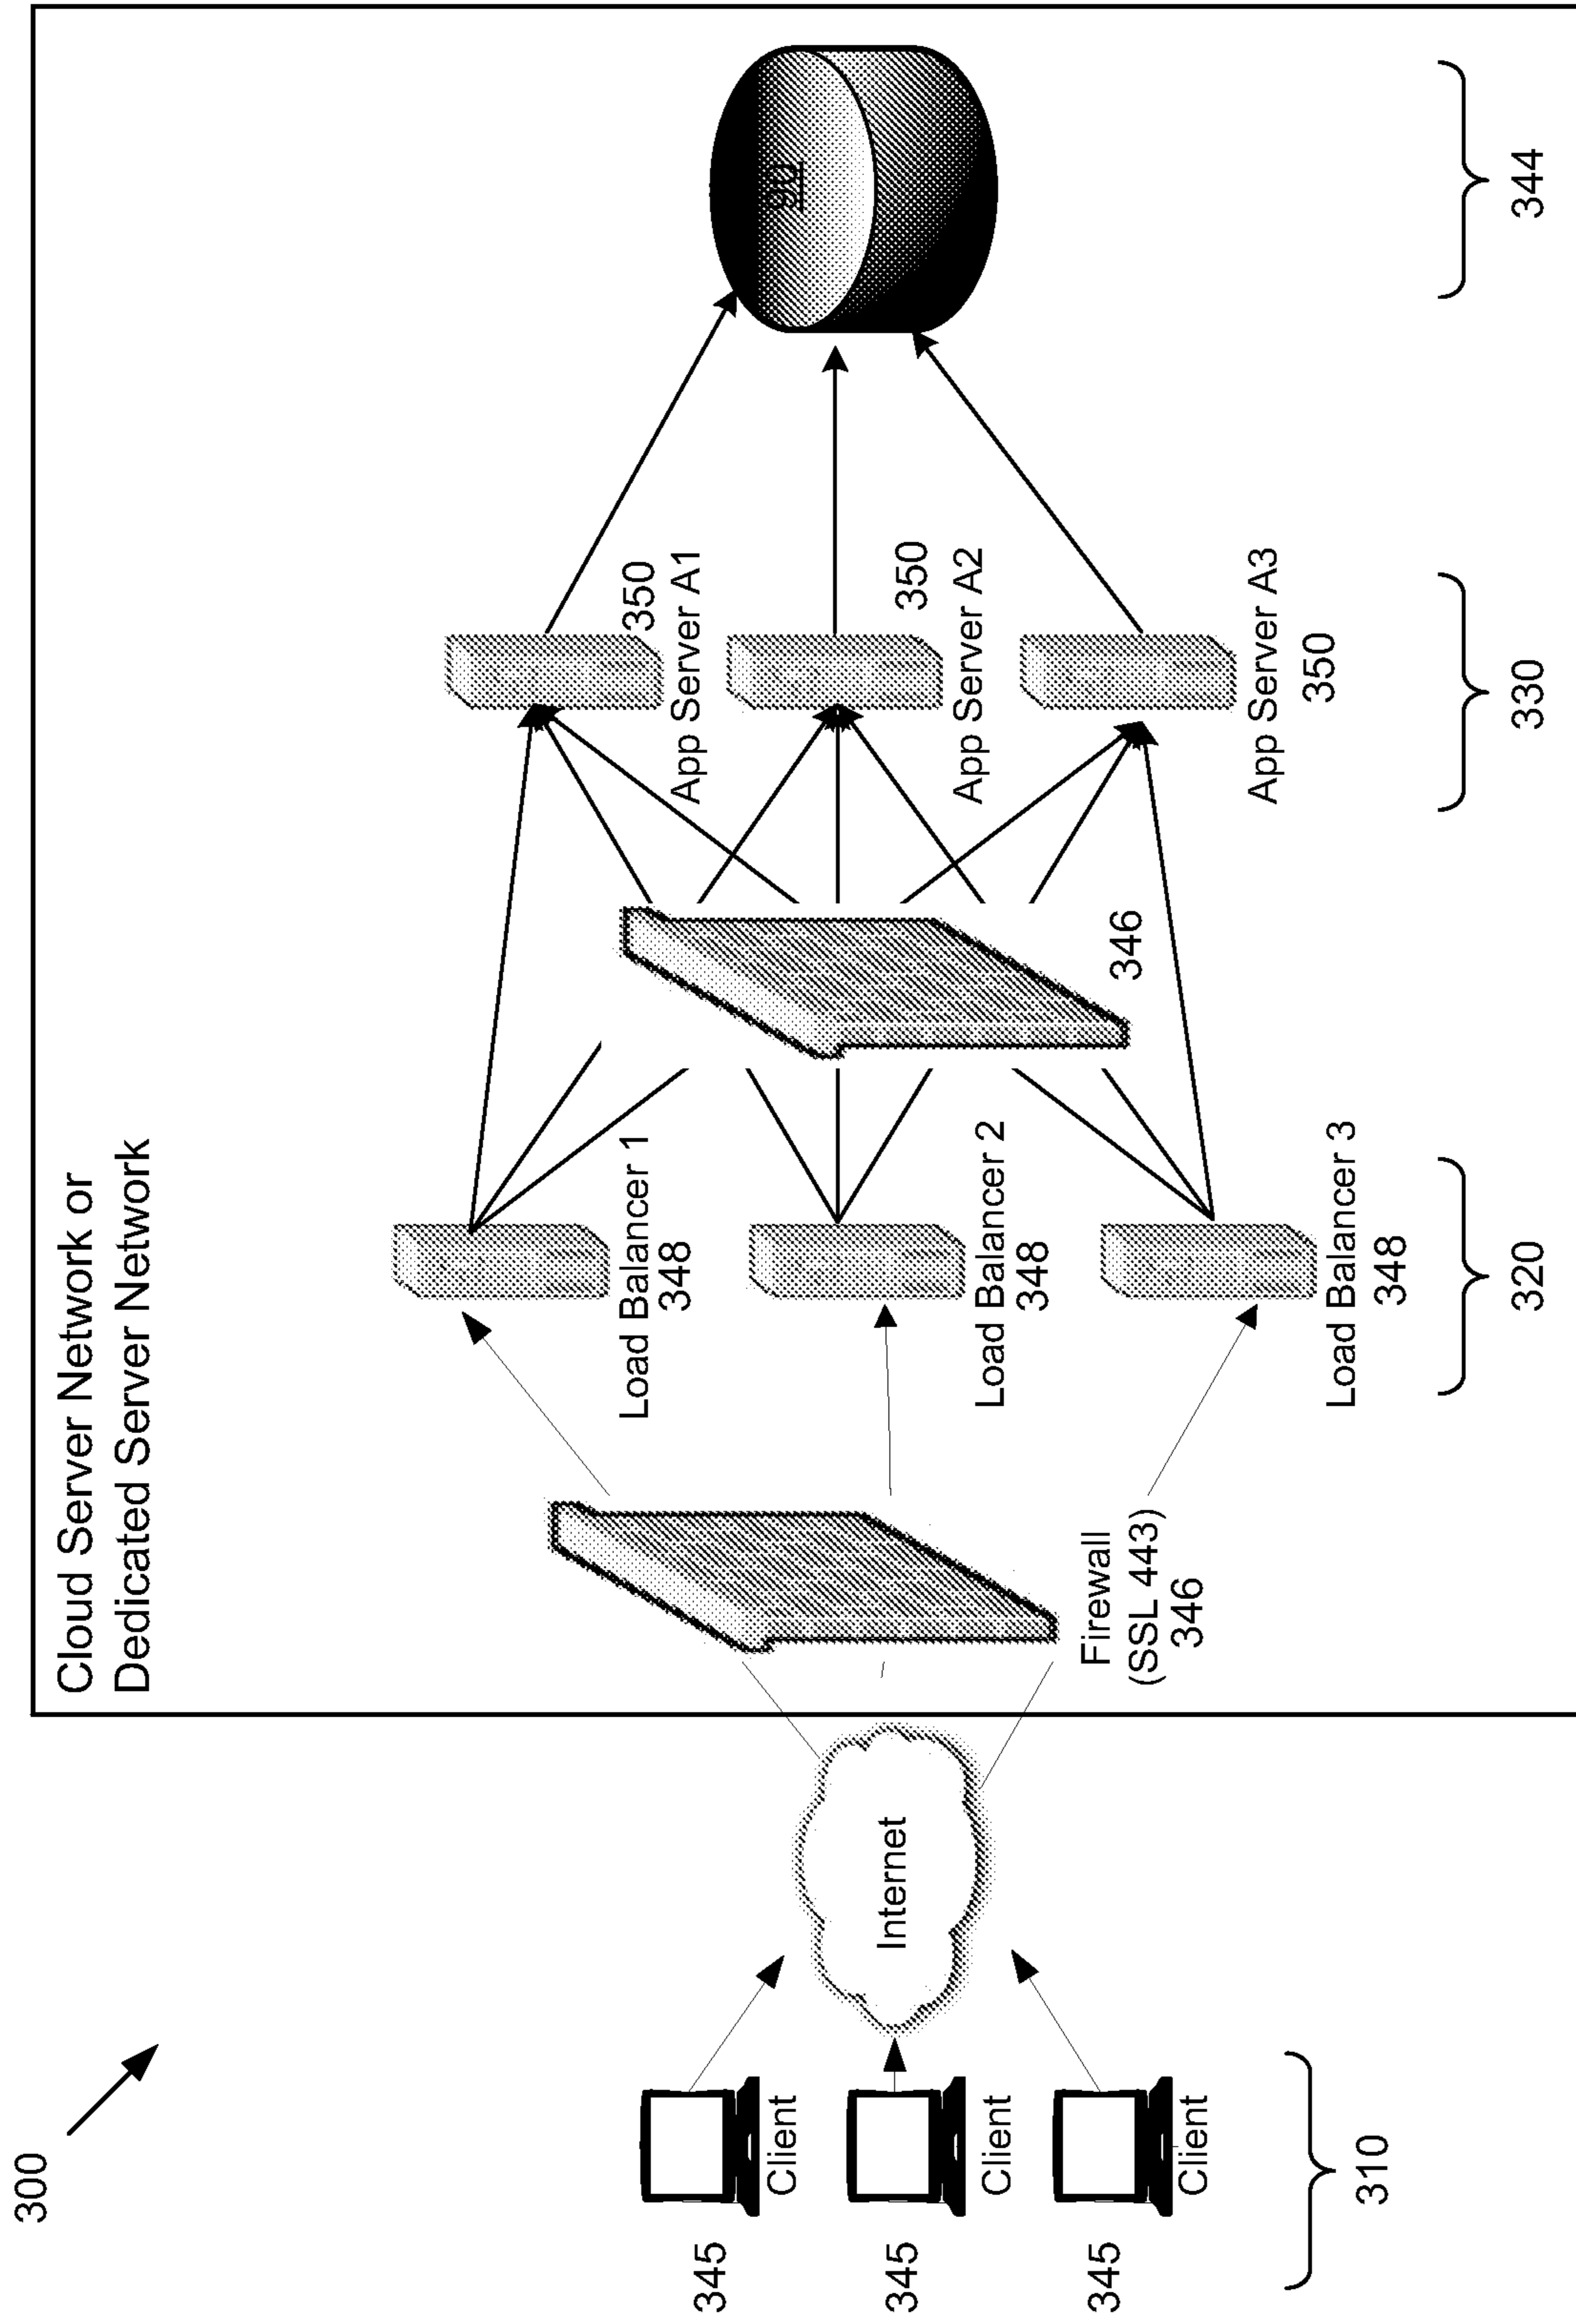 300
Cloud Server Network or
Dedicated Server Network
345
Client
345
Client
345
Client
310
Internet
Firewall
(SSL 443)
346
Load Balancer 1
348
Load Balancer 2
348
Load Balancer 3
348
320
346
350
App Server A1
350
App Server A2
App Server A3
350
330
344